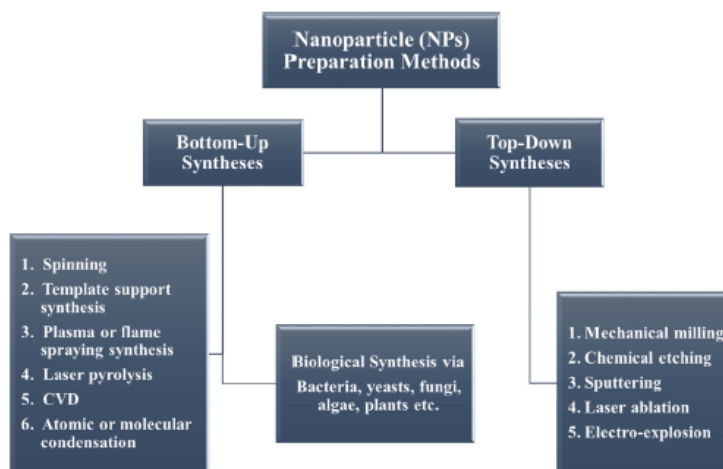 Nanoparticle (NPs)
Preparation Methods
Bottom-Up
Syntheses
Top-Down
Syntheses
1. Spinning
2. Template support
synthesis
3. Plasma or flame
spraying synthesis
4. Laser pyrolysis
5. CVD
6. Atomic or molecular
condensation
Biological Synthesis via
Bacteria, yeasts, fungi,
algae, plants etc.
1. Mechanical milling
2. Chemical etching
3. Sputtering
4. Laser ablation
5. Electro-explosion